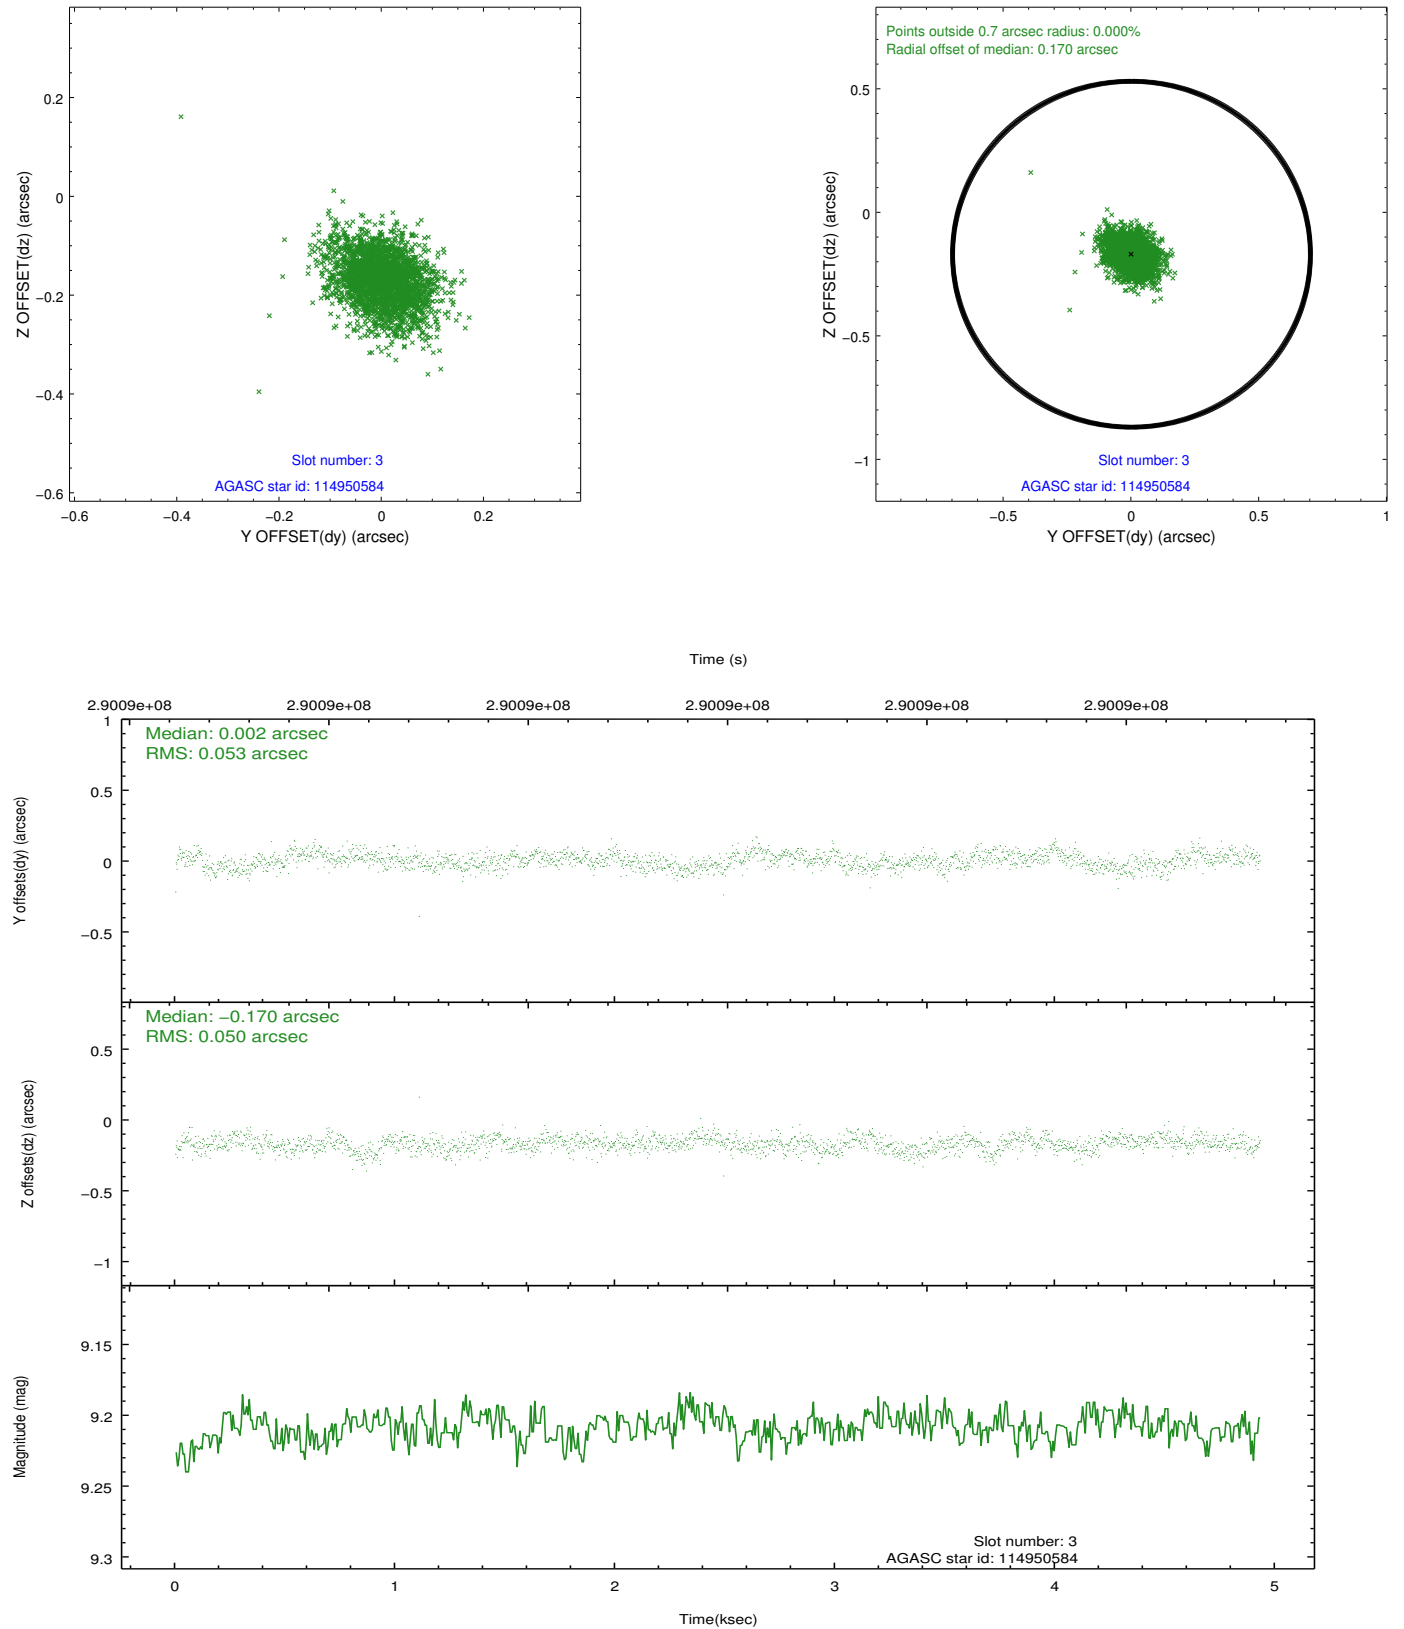 0.2
0
−0.2
−0.4
−0.6
Z OFFSET(dz) (arcsec)
Slot number: 3
AGASC star id: 114950584
−0.6 −0.4 −0.2 0 0.2
Y OFFSET(dy) (arcsec)
Points outside 0.7 arcsec radius: 0.000%
Radial offset of median: 0.170 arcsec
0.5
0
−0.5
−1
Z OFFSET(dz) (arcsec)
Slot number: 3
AGASC star id: 114950584
−0.5 0 0.5 1
Y OFFSET(dy) (arcsec)
Time (s)
2.9009e+08 2.9009e+08 2.9009e+08 2.9009e+08 2.9009e+08 2.9009e+08
Median: 0.002 arcsec
RMS: 0.053 arcsec
1
0.5
0
−0.5
Y offsets(dy) (arcsec)
Median: −0.170 arcsec
RMS: 0.050 arcsec
0.5
0
−0.5
−1
Z offsets(dz) (arcsec)
9.15
9.2
9.25
9.3
Magnitude (mag)
Slot number: 3
AGASC star id: 114950584
0 1 2 3 4 5
Time(ksec)